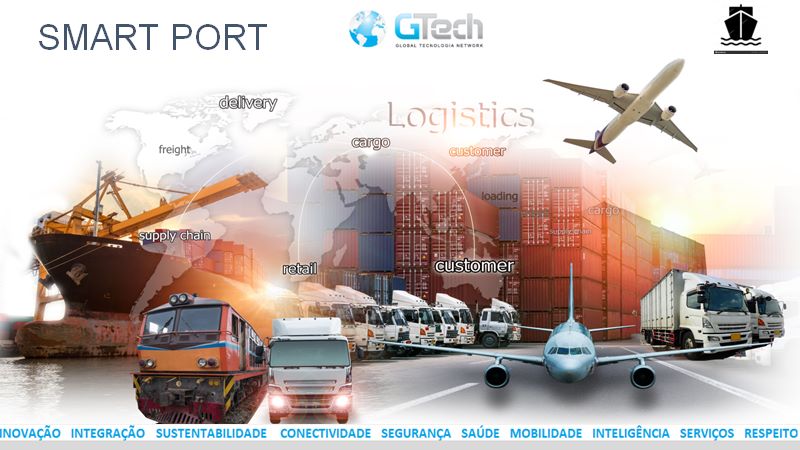 SMART PORT
GTech
GLOBAL TECNOLOGIA NETWORK
delivery
Logistics
freight
cargo
customer
loading
cargo
supply chain
supply chain
retail
customer
INOVAÇÃO INTEGRAÇÃO SUSTENTABILIDADE CONECTIVIDADE SEGURANÇA SAÚDE MOBILIDADE INTELIGÊNCIA SERVIÇOS RESPEITO